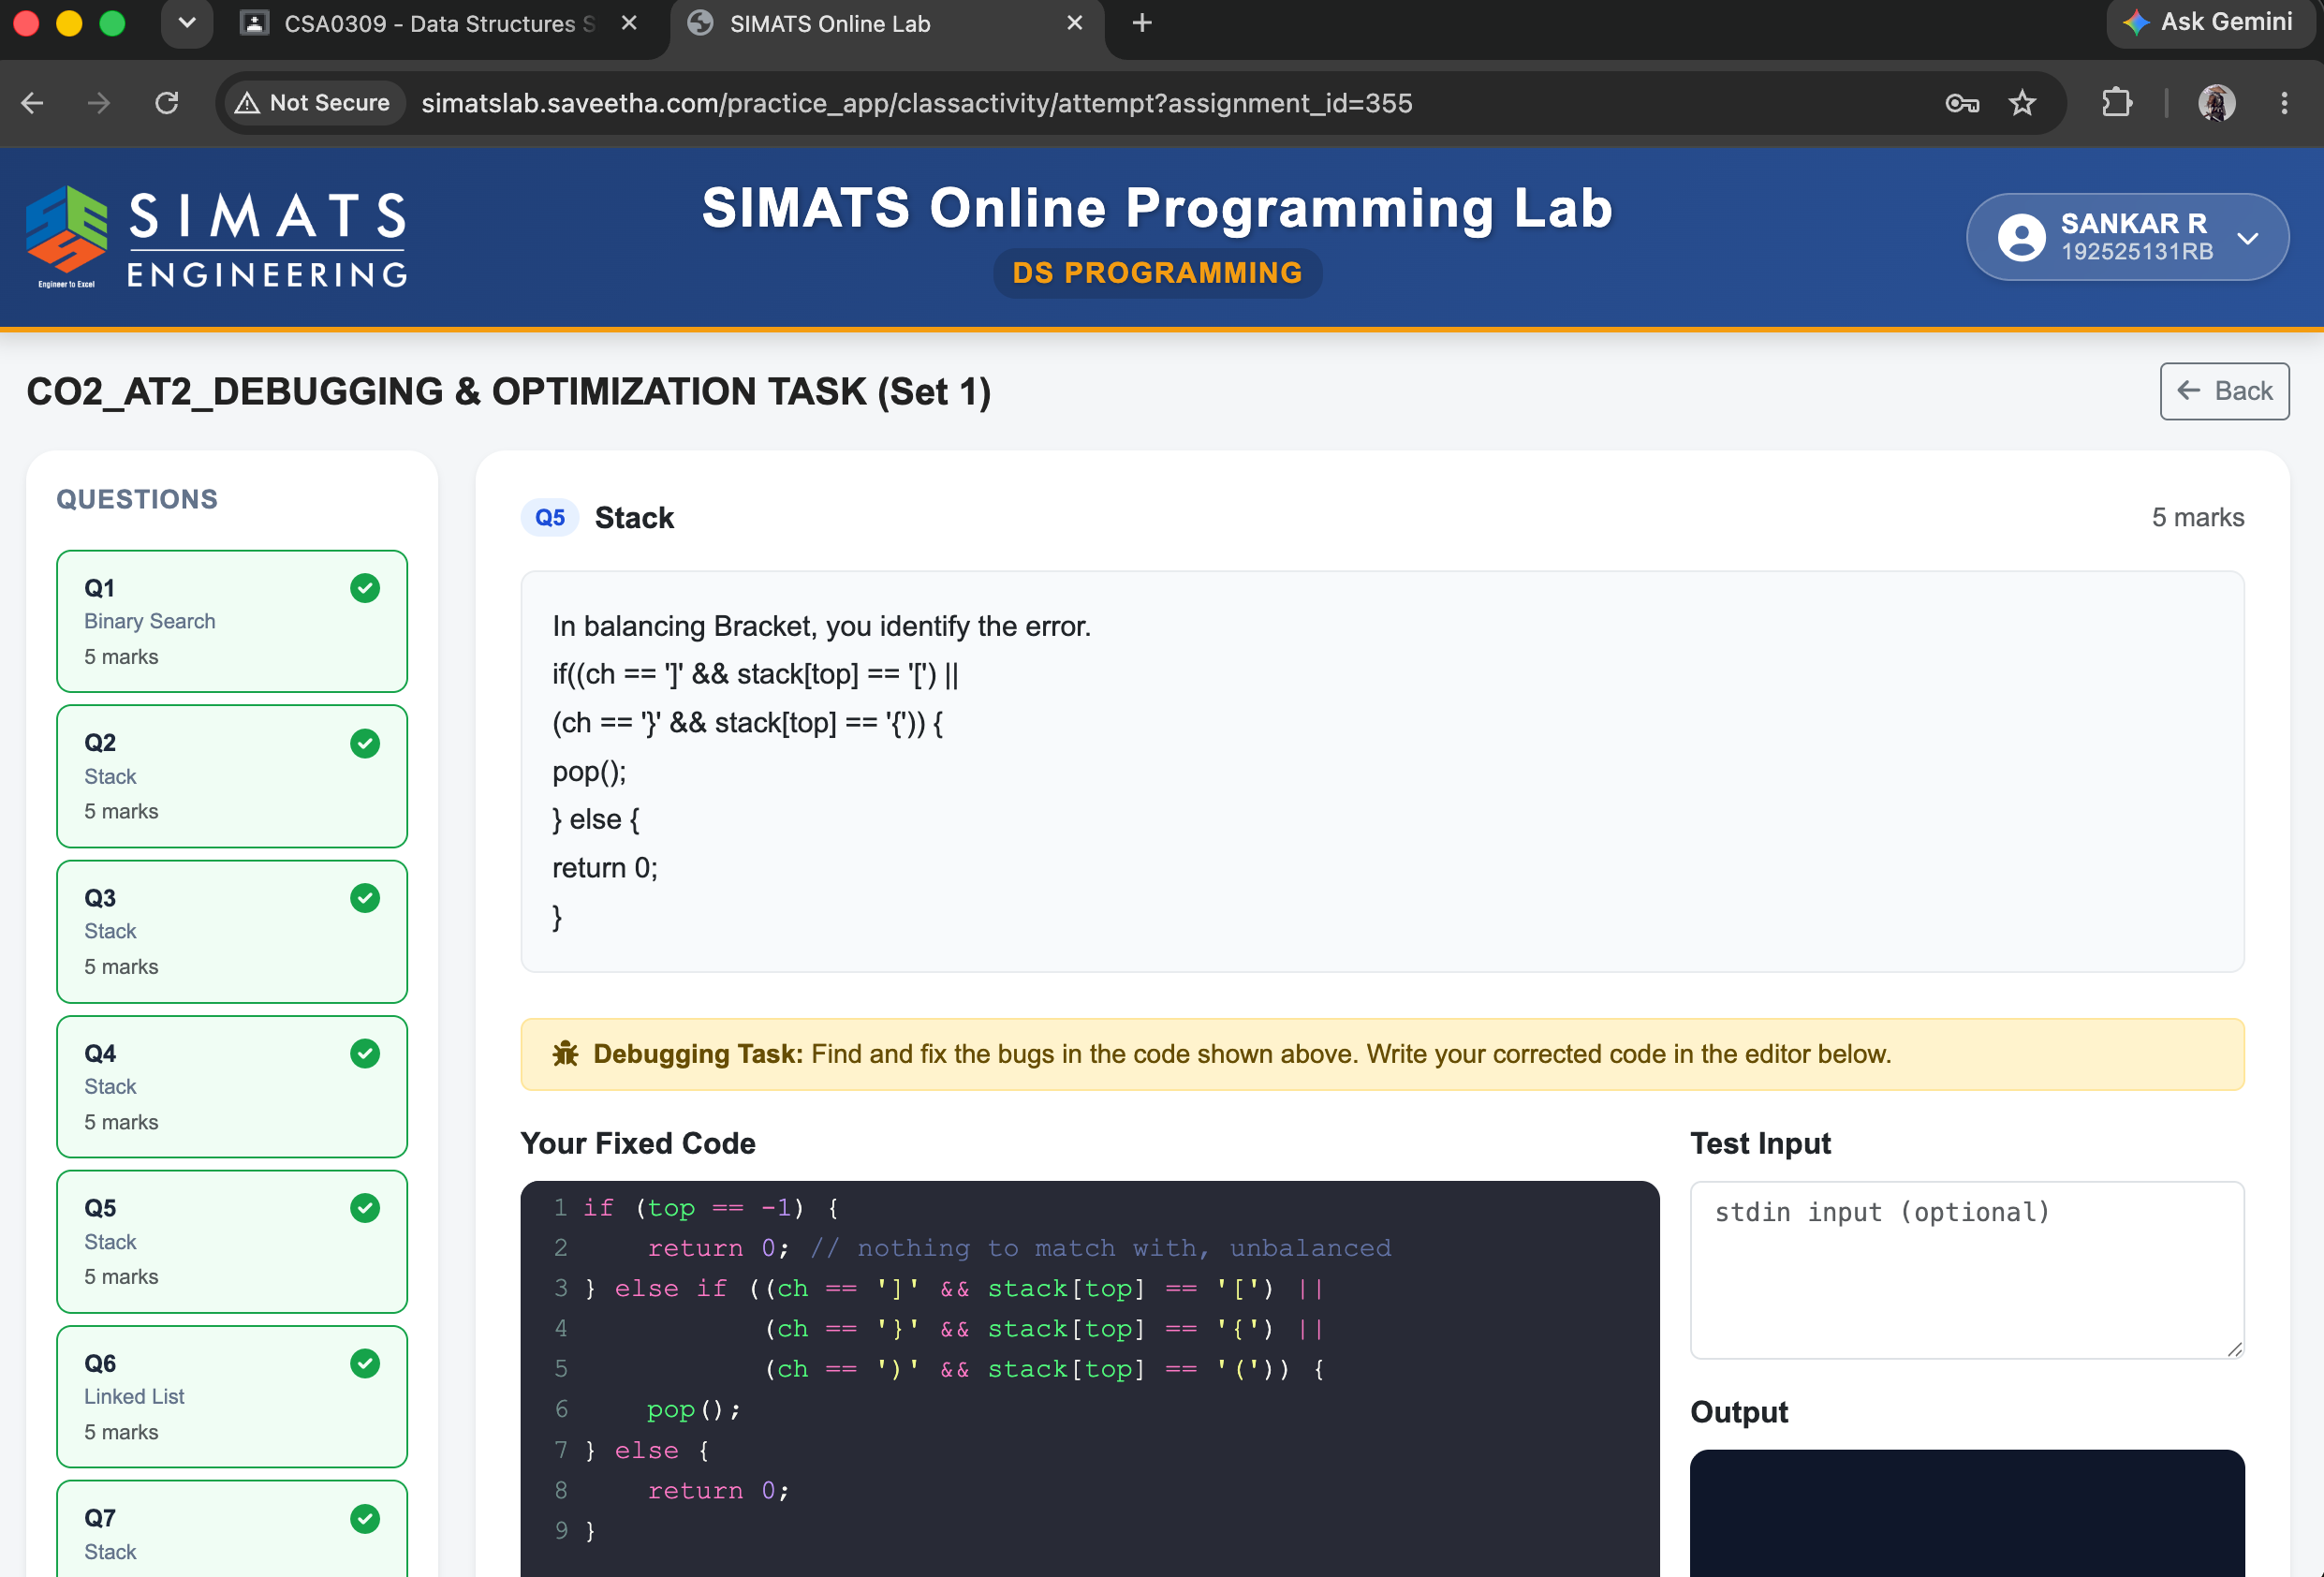 CSA0309 - Data Structures S
SIMATS Online Lab
Ask Gemini
Not Secure
simatslab.saveetha.com/practice_app/classactivity/attempt?assignment_id=355
SIMATS
ENGINEERING
Engineer to Excel
SIMATS Online Programming Lab
DS PROGRAMMING
SANKAR R
192525131RB
CO2_AT2_DEBUGGING & OPTIMIZATION TASK (Set 1)
Back
QUESTIONS
Q1
Binary Search
5 marks
Q2
Stack
5 marks
Q3
Stack
5 marks
Q4
Stack
5 marks
Q5
Stack
5 marks
Q6
Linked List
5 marks
Q7
Stack
Q5 Stack
5 marks
In balancing Bracket, you identify the error.
if((ch == ']' && stack[top] == '[') ||
(ch == '}' && stack[top] == '{')) {
pop();
} else {
return 0;
}
Debugging Task: Find and fix the bugs in the code shown above. Write your corrected code in the editor below.
Your Fixed Code
1 if (top == -1) {
2     return 0; // nothing to match with, unbalanced
3 } else if ((ch == ']' && stack[top] == '[') ||
4            (ch == '}' && stack[top] == '{') ||
5            (ch == ')' && stack[top] == '(')) {
6     pop();
7 } else {
8     return 0;
9 }
Test Input
stdin input (optional)
Output